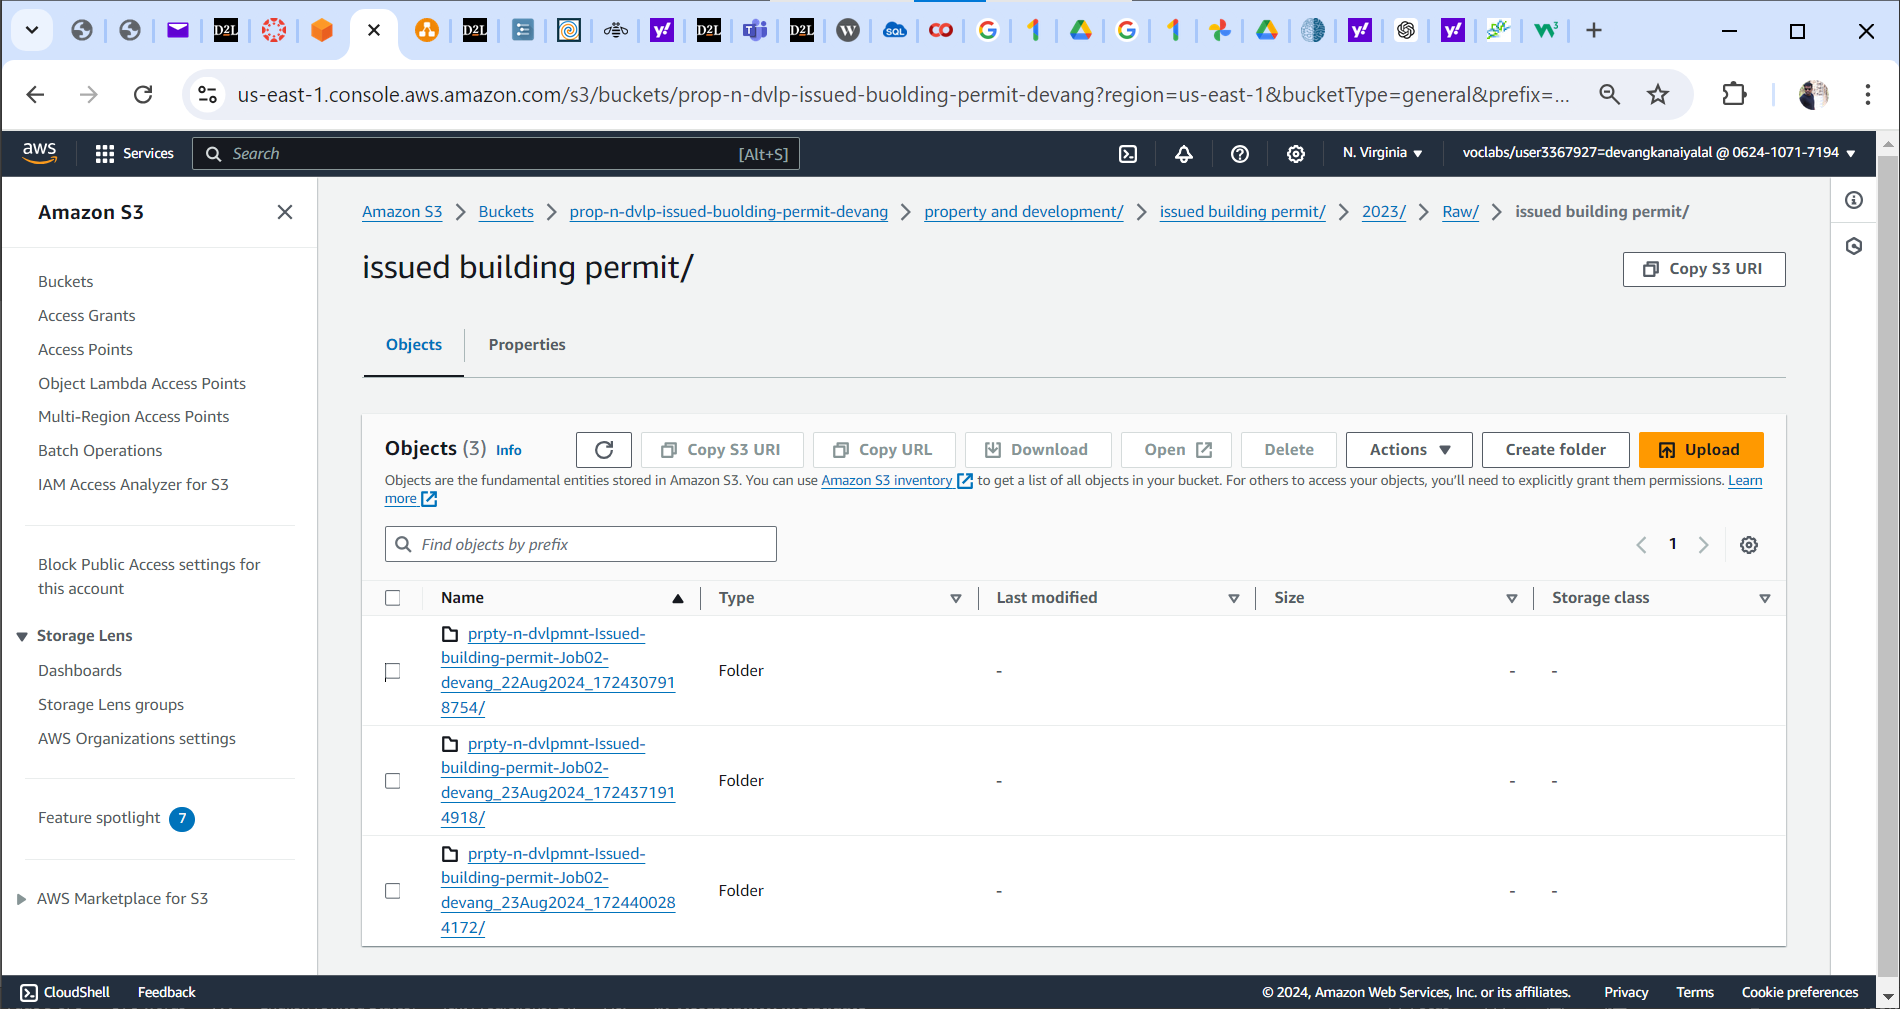 us-east-1.console.aws.amazon.com/s3/buckets/prop-n-dvlp-issued-buolding-permit-devang?region=us-east-1&bucketType=general&prefix=...
aws
Services
Search
[Alt+S]
N. Virginia
voclabs/user3367927=devangkanaiyalal @ 0624-1071-7194
Amazon S3
Buckets
Access Grants
Access Points
Object Lambda Access Points
Multi-Region Access Points
Batch Operations
IAM Access Analyzer for S3
Block Public Access settings for
this account
Storage Lens
Dashboards
Storage Lens groups
AWS Organizations settings
Feature spotlight 7
AWS Marketplace for S3
Amazon S3 > Buckets > prop-n-dvlp-issued-buolding-permit-devang > property and development/ > issued building permit/ > 2023/ > Raw/ > issued building permit/
issued building permit/
Copy S3 URI
Objects
Properties
Objects (3) Info
Copy S3 URI
Copy URL
Download
Open
Delete
Actions
Create folder
Upload
Objects are the fundamental entities stored in Amazon S3. You can use Amazon S3 inventory to get a list of all objects in your bucket. For others to access your objects, you'll need to explicitly grant them permissions. Learn
more
Find objects by prefix
1
Name
Type
Last modified
Size
Storage class
prpty-n-dvlpmnt-Issued-
building-permit-Job02-
devang_22Aug2024_172430791
8754/
Folder
-
-
-
prpty-n-dvlpmnt-Issued-
building-permit-Job02-
devang_23Aug2024_172437191
4918/
Folder
-
-
-
prpty-n-dvlpmnt-Issued-
building-permit-Job02-
devang_23Aug2024_172440028
4172/
Folder
-
-
-
CloudShell
Feedback
© 2024, Amazon Web Services, Inc. or its affiliates.
Privacy
Terms
Cookie preferences